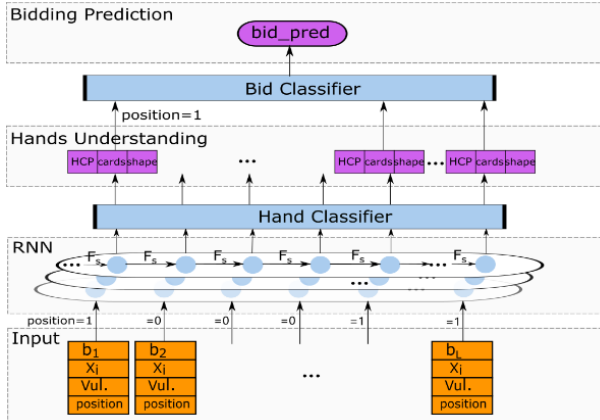 Bidding Prediction
bid_pred
Bid Classifier
position=1
Hands Understanding
HCP cards shape ... HCP cards shape ... HCP cards shape
Hand Classifier
RNN
... Fs Fs Fs Fs Fs ... Fs
...
...
position=1 =0 =0 =0 =1 =1
Input
b1 b2 bL
Xi Xi Xi
Vul. Vul. ... Vul.
position position position